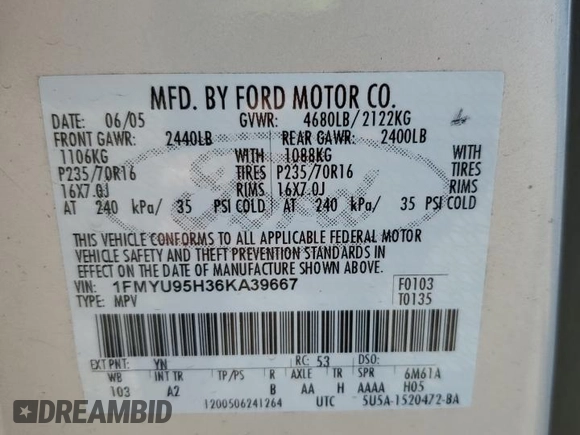 MFD. BY FORD MOTOR CO.
DATE: 06/05 GVWR: 4680LB/2122KG
FRONT GAWR: 2440LB REAR GAWR: 2400LB
1106KG WITH 1088KG WITH
P235/70R16 TIRES P235/70R16 TIRES
16X7.0J RIMS 16X7.0J RIMS
AT 240 kPa/ 35 PSI COLD AT 240 kPa/ 35 PSI COLD
Ford
THIS VEHICLE CONFORMS TO ALL APPLICABLE FEDERAL MOTOR
VEHICLE SAFETY AND THEFT PREVENTION STANDARDS IN
EFFECT ON THE DATE OF MANUFACTURE SHOWN ABOVE.
VIN: 1FMYU95H36KA39667 F0103
TYPE: MPV T0135
EXT PNT: YN RC: 53 DSO:
WB INT TR TP/PS R AXLE TR SPR 6M61A
103 A2 B AA H AAAA H05
1200506241264 UTC 5U5A-1520472-BA
DREAMBID